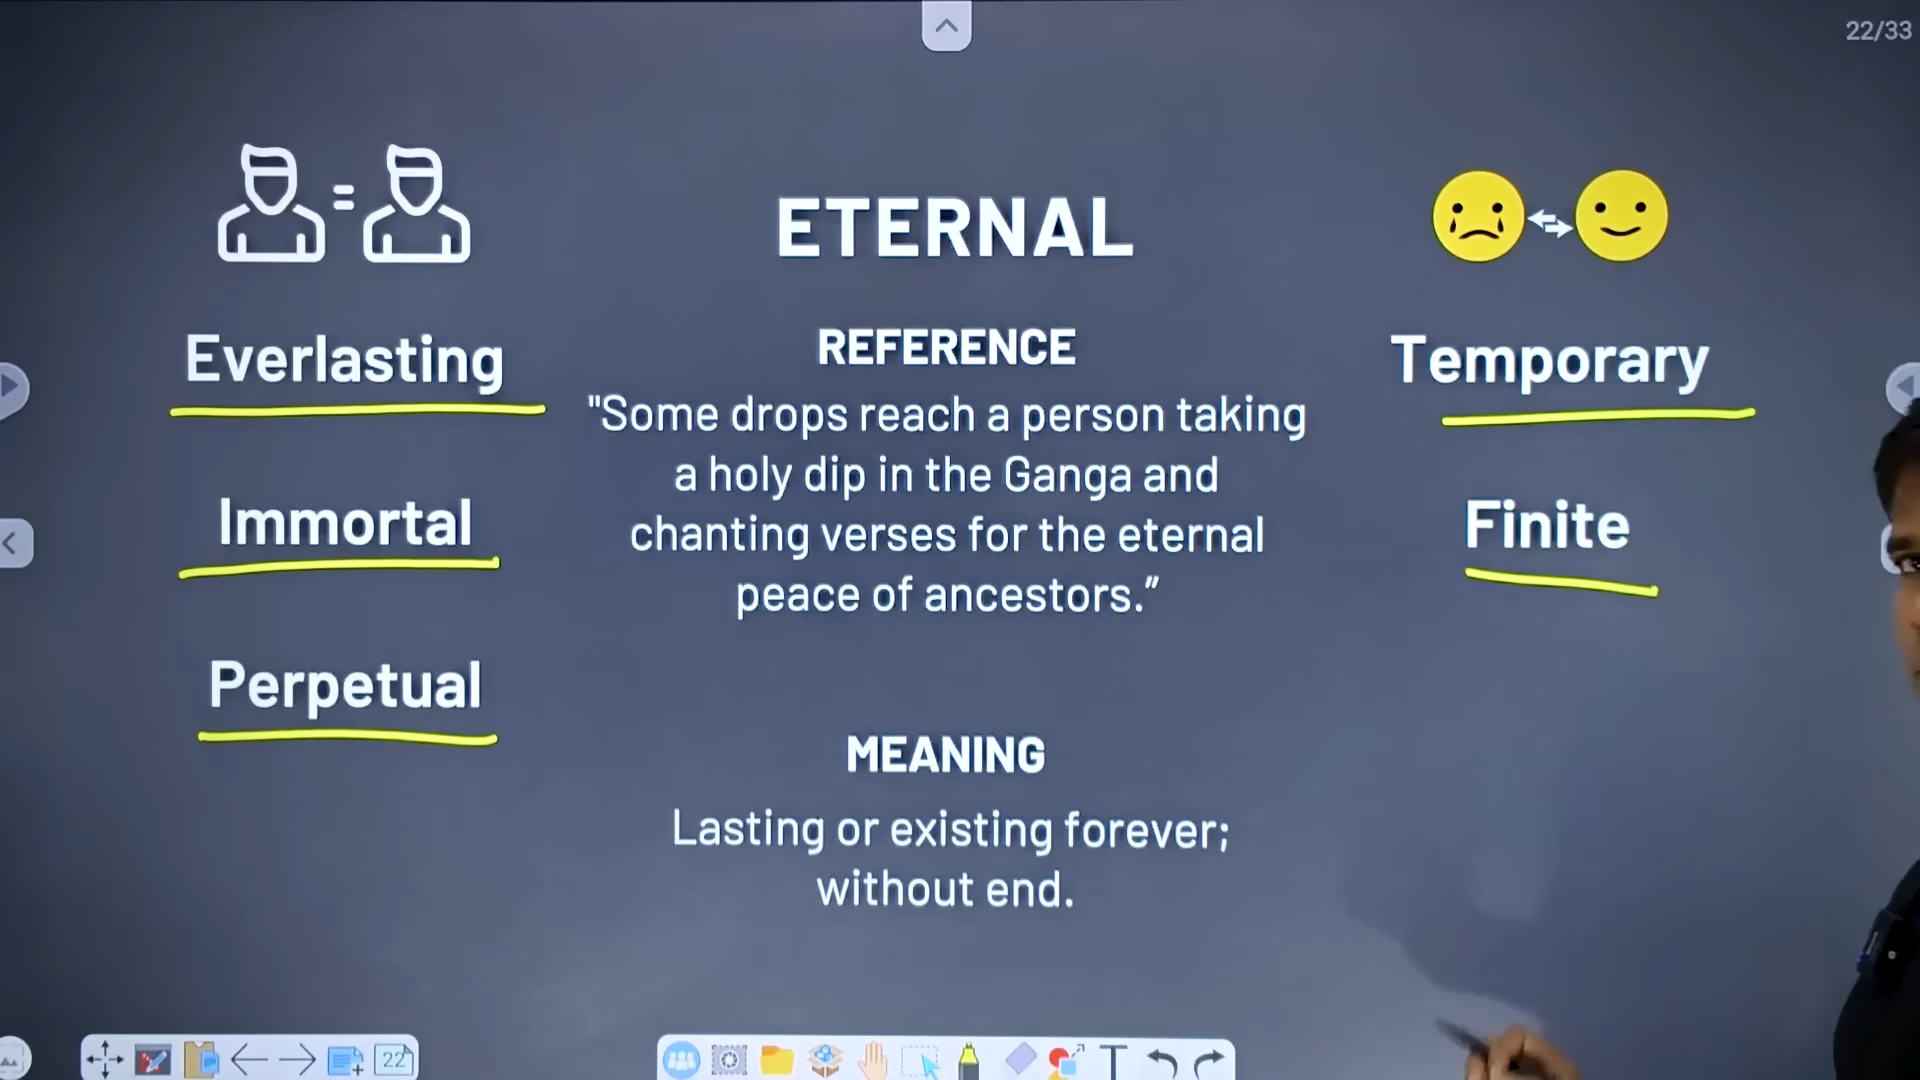 22/33
ETERNAL
Everlasting
Immortal
Perpetual
REFERENCE
"Some drops reach a person taking
a holy dip in the Ganga and
chanting verses for the eternal
peace of ancestors.”
MEANING
Lasting or existing forever;
without end.
Temporary
Finite
22
T